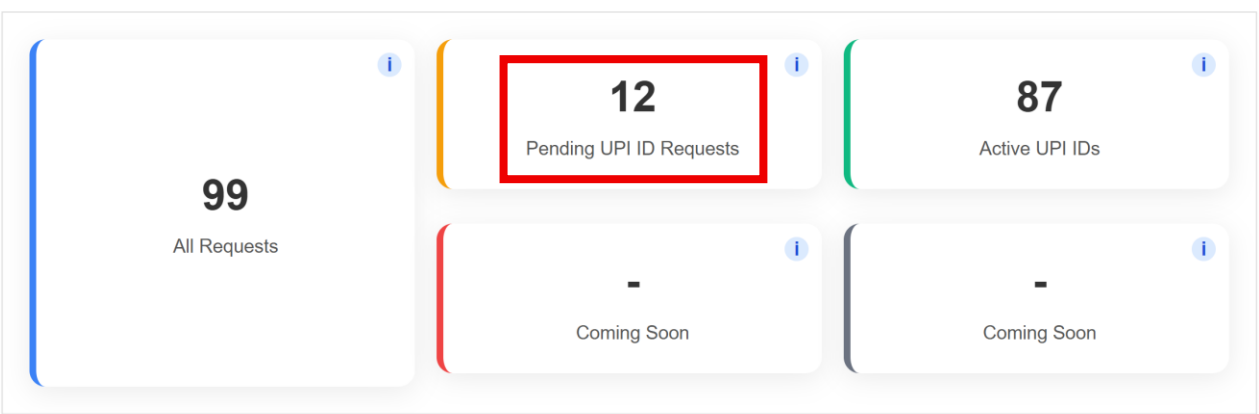 i
99
All Requests
i
12
Pending UPI ID Requests
i
87
Active UPI IDs
i
-
Coming Soon
i
-
Coming Soon